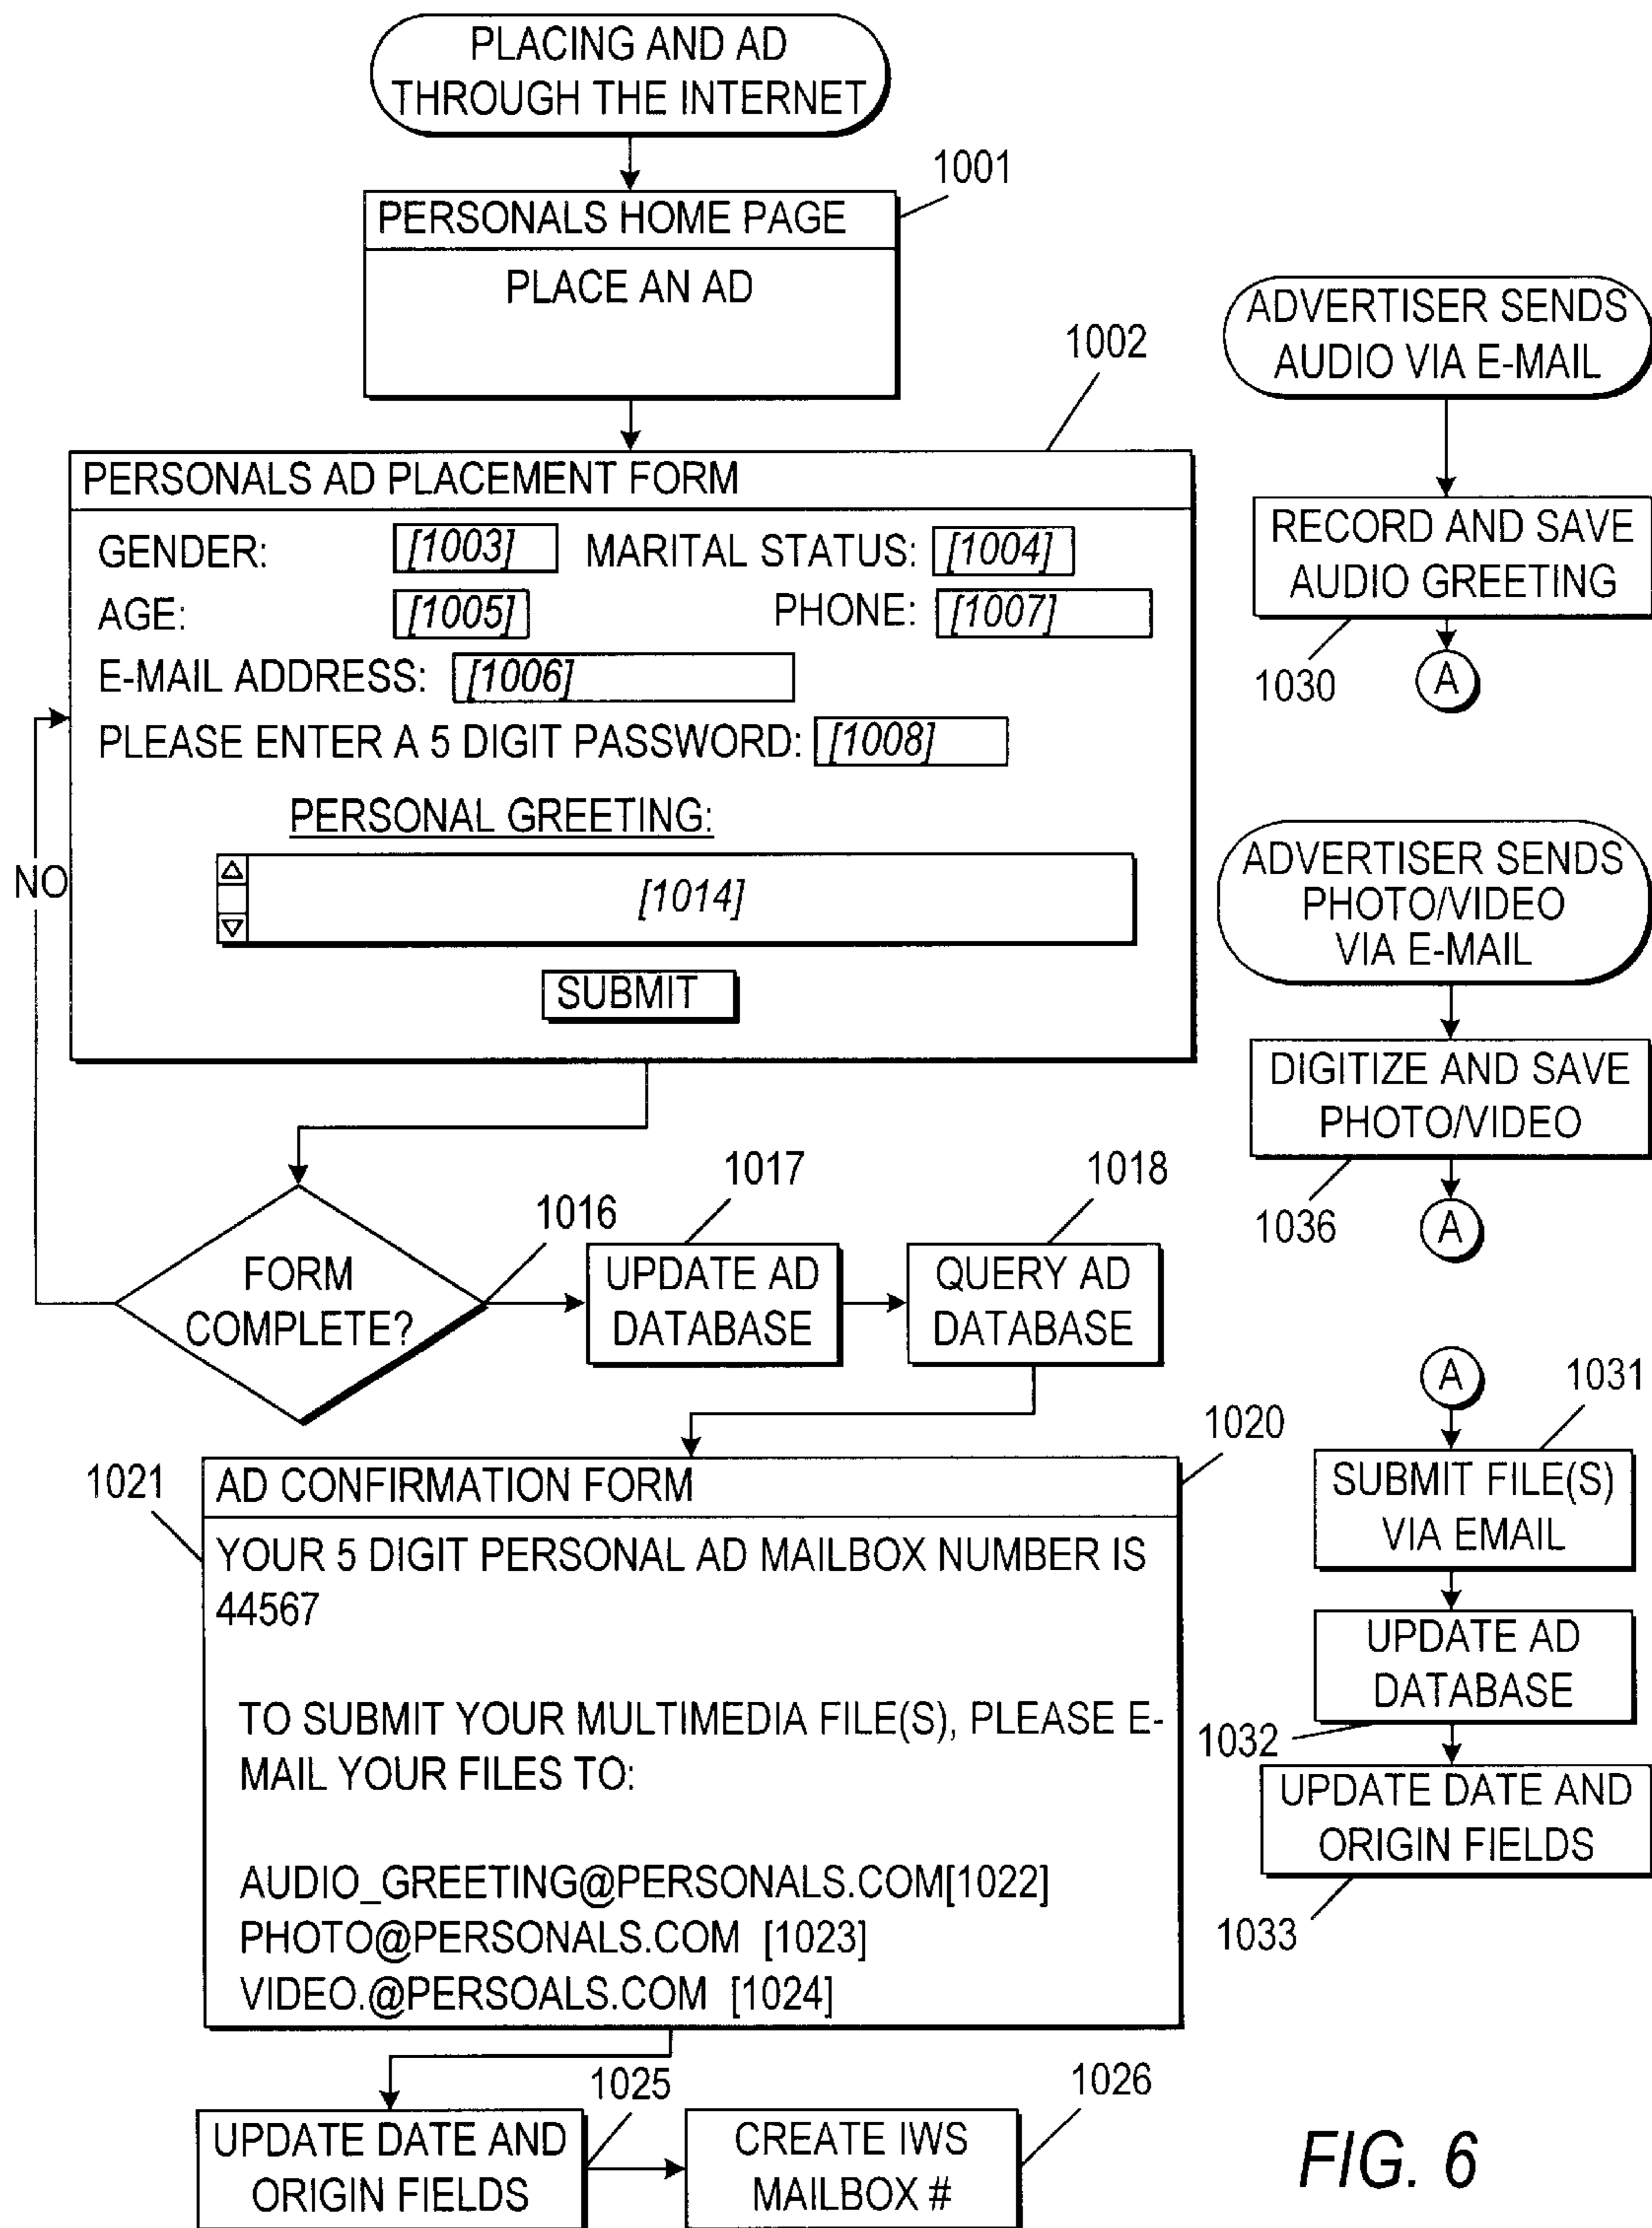 PLACING AND AD
THROUGH THE INTERNET
1001
PERSONALS HOME PAGE
PLACE AN AD
1002
PERSONALS AD PLACEMENT FORM
GENDER: [1003] MARITAL STATUS: [1004]
AGE: [1005] PHONE: [1007]
E-MAIL ADDRESS: [1006]
PLEASE ENTER A 5 DIGIT PASSWORD: [1008]
PERSONAL GREETING:
[1014]
SUBMIT
NO
FORM
COMPLETE?
1016
1017
UPDATE AD
DATABASE
1018
QUERY AD
DATABASE
1020
1021
AD CONFIRMATION FORM
YOUR 5 DIGIT PERSONAL AD MAILBOX NUMBER IS
44567
TO SUBMIT YOUR MULTIMEDIA FILE(S), PLEASE E-
MAIL YOUR FILES TO:
AUDIO_GREETING@PERSONALS.COM[1022]
PHOTO@PERSONALS.COM [1023]
VIDEO.@PERSOALS.COM [1024]
1025
UPDATE DATE AND
ORIGIN FIELDS
1026
CREATE IWS
MAILBOX #
ADVERTISER SENDS
AUDIO VIA E-MAIL
RECORD AND SAVE
AUDIO GREETING
1030
A
ADVERTISER SENDS
PHOTO/VIDEO
VIA E-MAIL
DIGITIZE AND SAVE
PHOTO/VIDEO
1036
A
A
1031
SUBMIT FILE(S)
VIA EMAIL
UPDATE AD
DATABASE
1032
UPDATE DATE AND
ORIGIN FIELDS
1033
FIG. 6